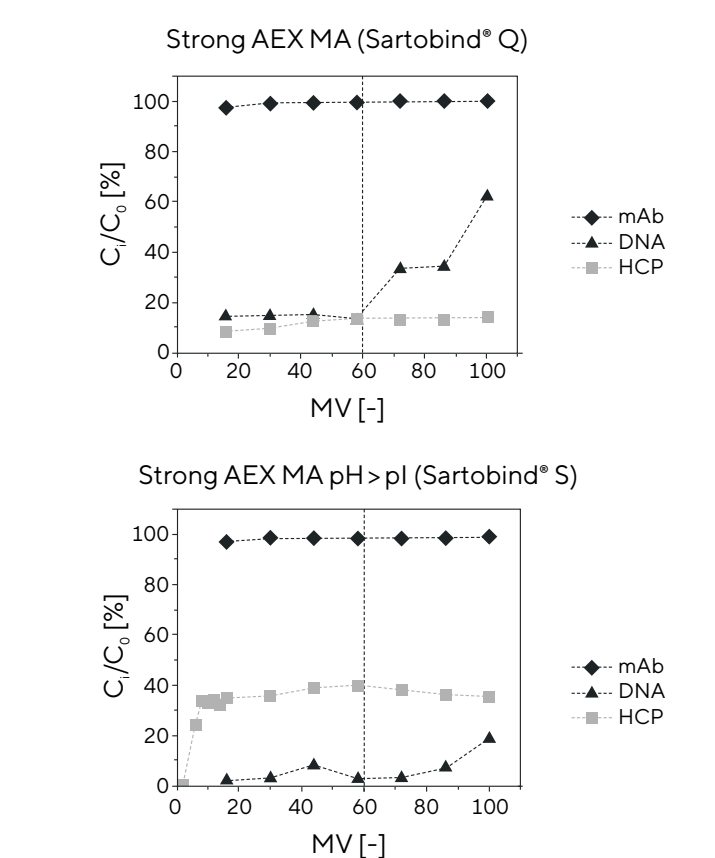 Strong AEX MA (Sartobind® Q)
100
80
60
40
20
0
Ci/C0 [%]
0 20 40 60 80 100
MV [-]
mAb
DNA
HCP
Strong AEX MA pH > pI (Sartobind® S)
100
80
60
40
20
0
Ci/C0 [%]
0 20 40 60 80 100
MV [-]
mAb
DNA
HCP